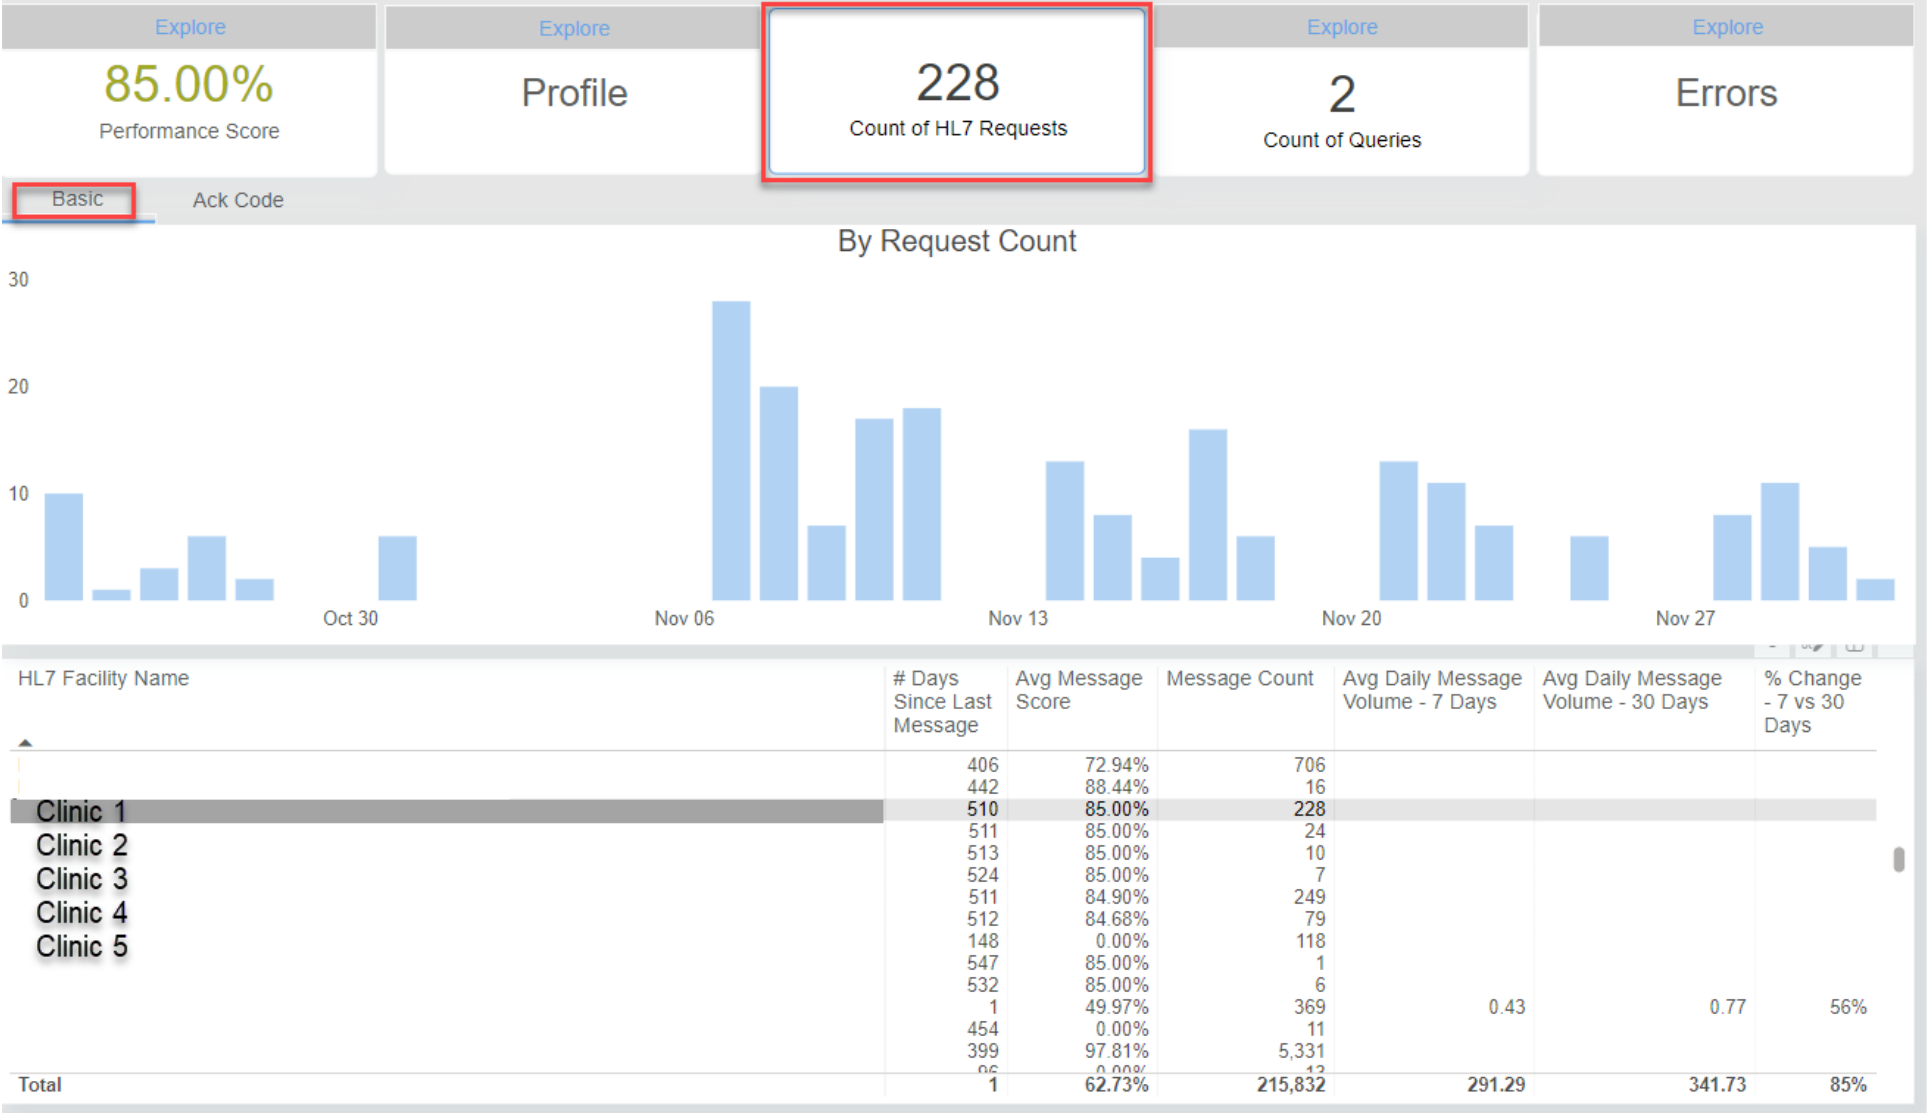 Explore
85.00%
Performance Score
Explore
Profile
228
Count of HL7 Requests
Explore
2
Count of Queries
Explore
Errors
Basic Ack Code
By Request Count
30
20
10
0
Oct 30 Nov 06 Nov 13 Nov 20 Nov 27
HL7 Facility Name
# Days
Since Last
Message
Avg Message
Score
Message Count
Avg Daily Message
Volume - 7 Days
Avg Daily Message
Volume - 30 Days
% Change
- 7 vs 30
Days
406 72.94% 706
442 88.44% 16
Clinic 1 510 85.00% 228
511 85.00% 24
Clinic 2
513 85.00% 10
524 85.00% 7
Clinic 3
511 84.90% 249
Clinic 4
512 84.68% 79
148 0.00% 118
Clinic 5
547 85.00% 1
532 85.00% 6
1 49.97% 369 0.43 0.77 56%
454 0.00% 11
399 97.81% 5,331
Total 1 62.73% 215,832 291.29 341.73 85%